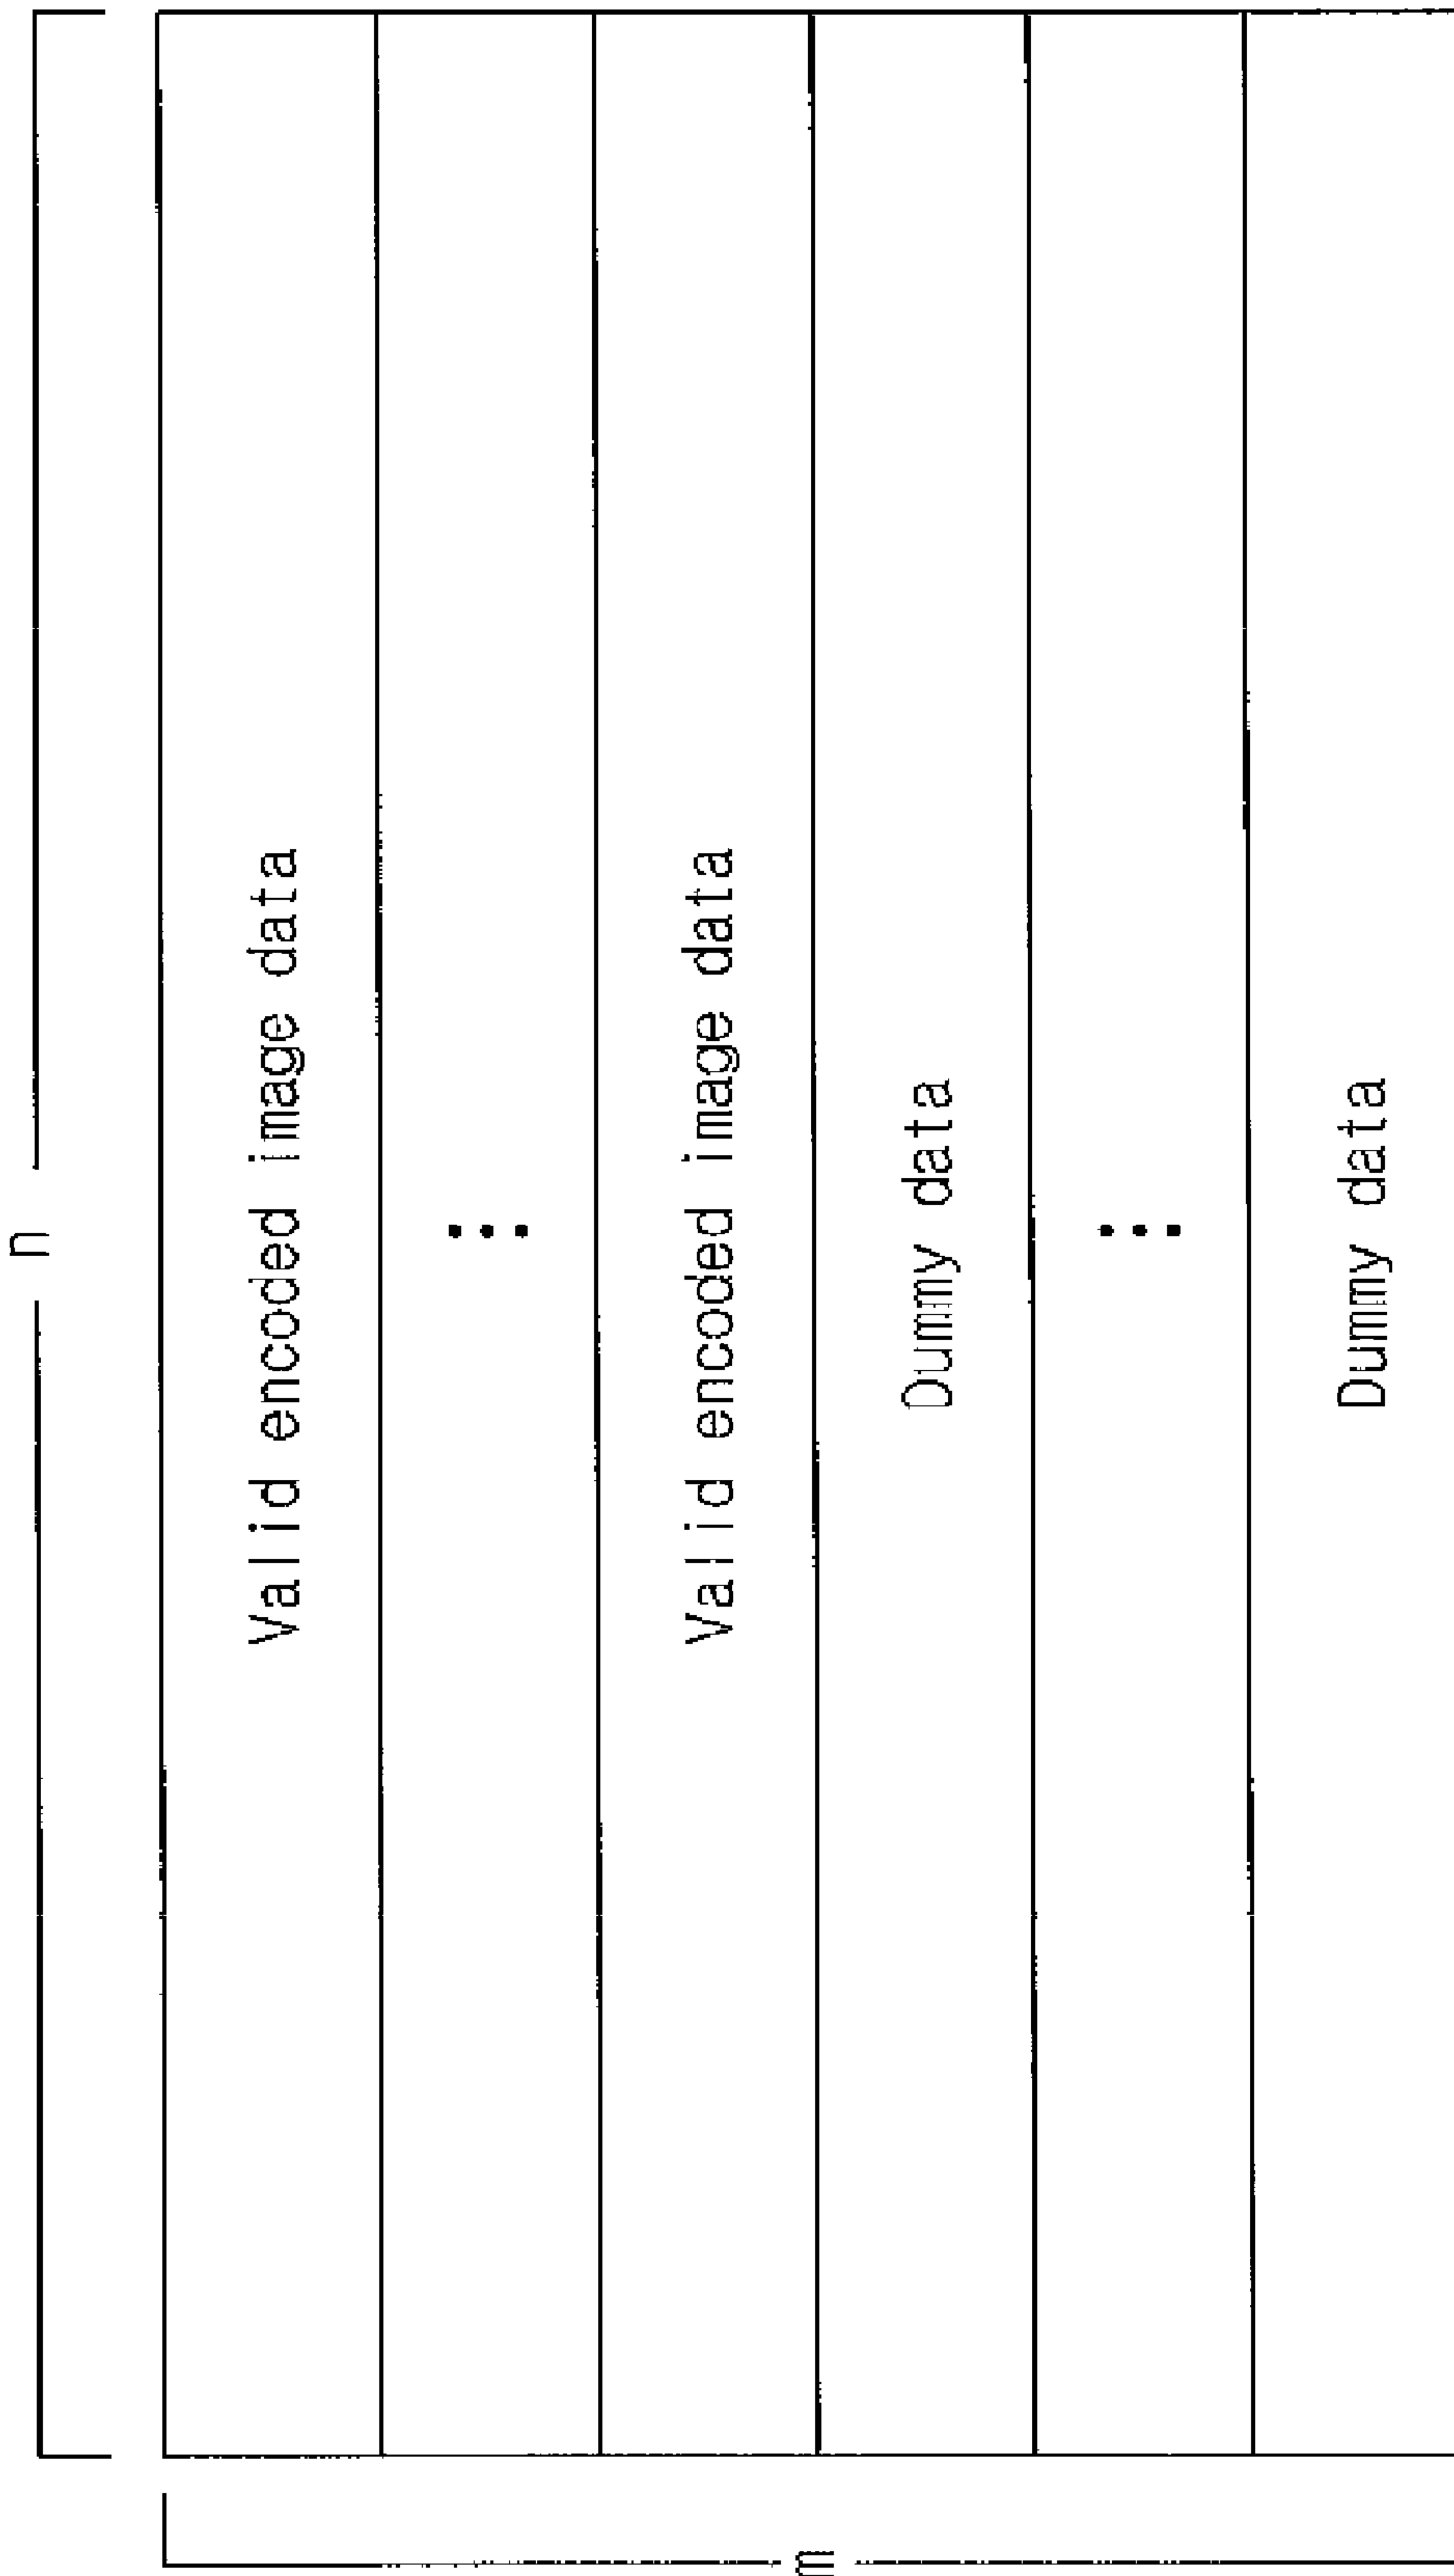 n
Valid encoded image data
⋮
Valid encoded image data
Dummy data
⋮
Dummy data
m